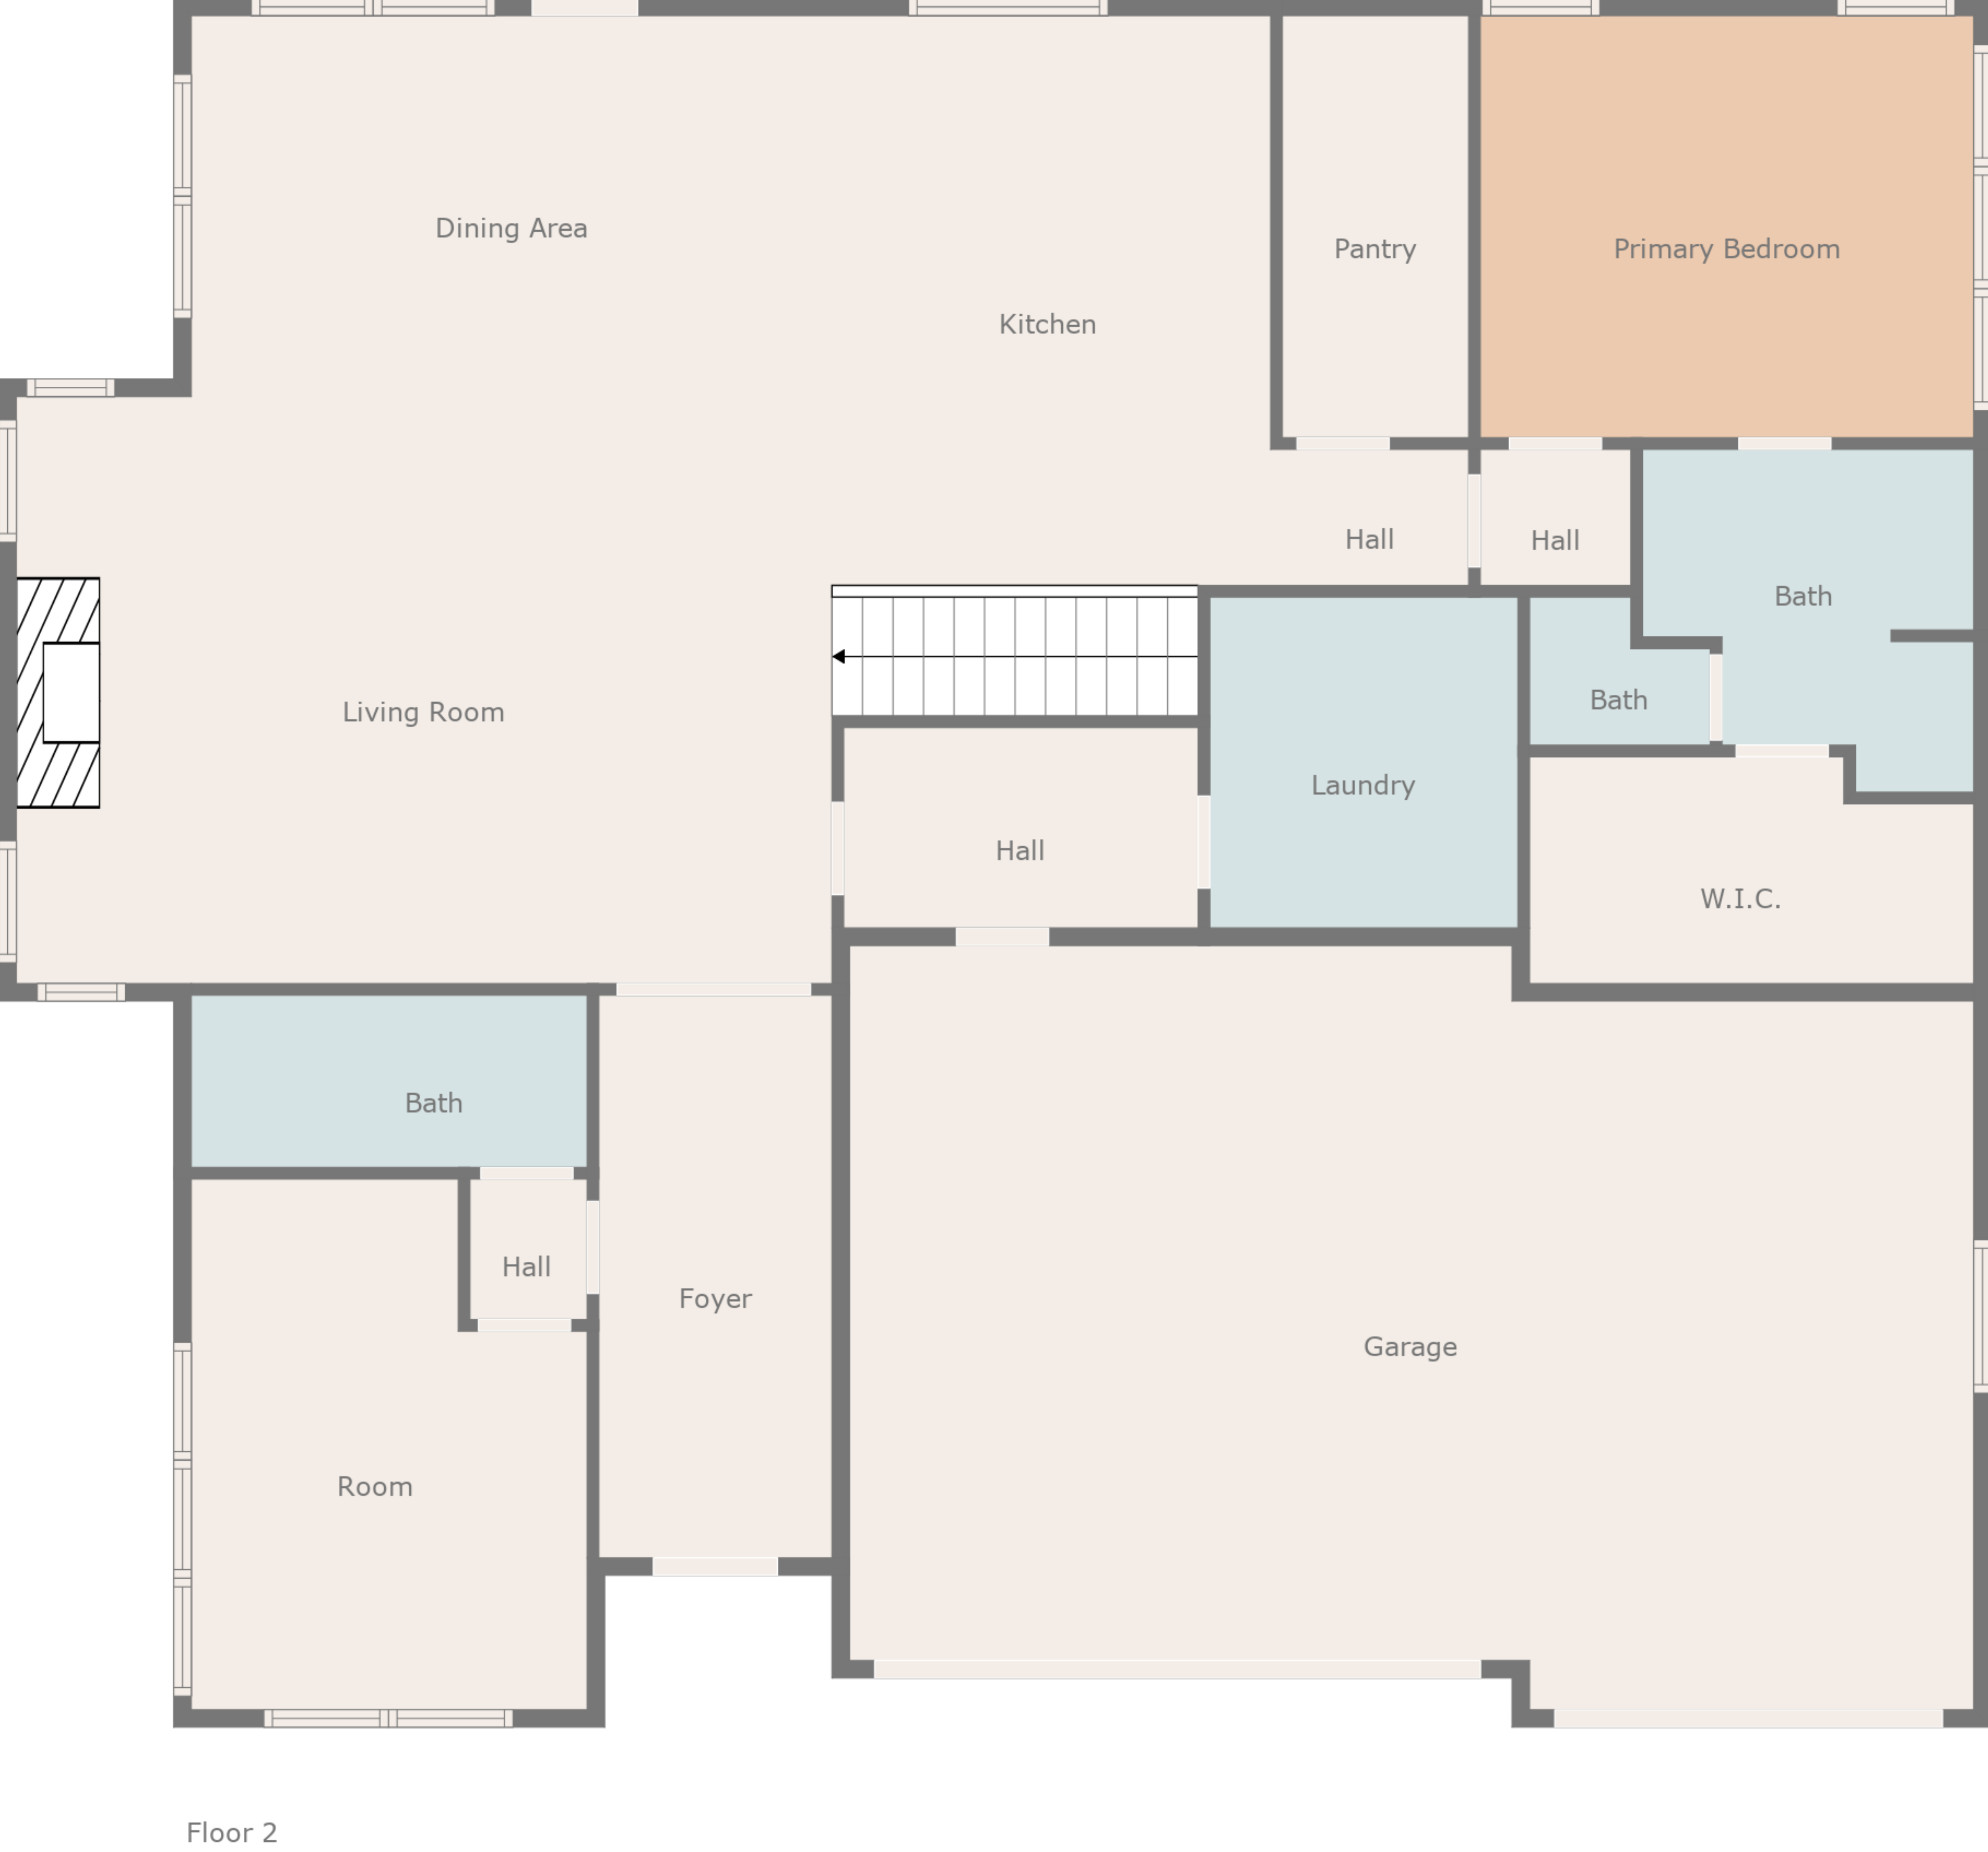 Dining Area
Pantry
Primary Bedroom
Kitchen
Hall
Hall
Bath
Living Room
Bath
Laundry
Hall
W.I.C.
Bath
Hall
Foyer
Garage
Room
Floor 2